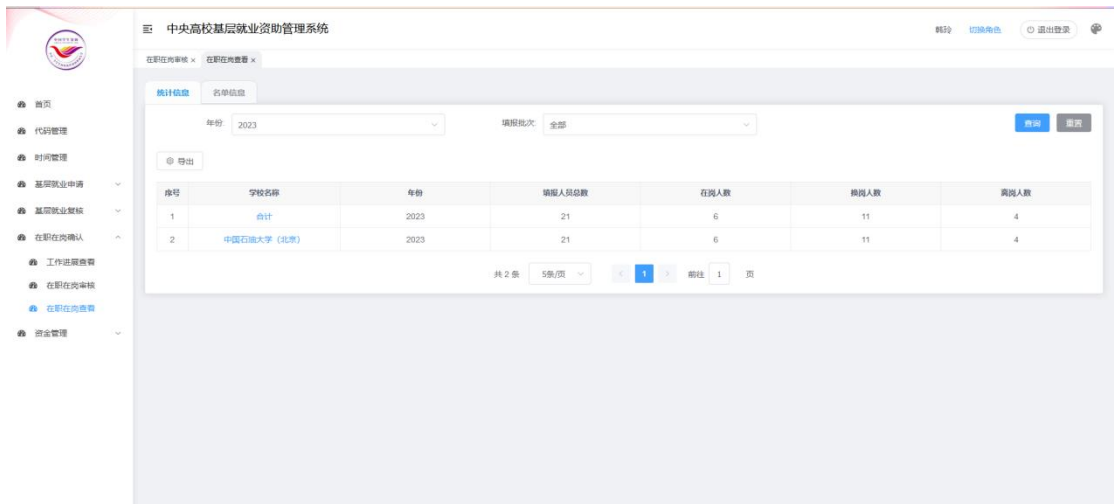 中央高校基层就业资助管理系统
韩玲 切换角色 退出登录
在职在岗审核 × 在职在岗查看 ×
统计信息 名单信息
年份 2023 填报批次 全部 查询 重置
导出
序号 学校名称 年份 填报人员总数 在岗人数 换岗人数 离岗人数
1 合计 2023 21 6 11 4
2 中国石油大学（北京） 2023 21 6 11 4
共 2 条 5条/页 1 前往 1 页
首页
代码管理
时间管理
基层就业申请
基层就业复核
在职在岗确认
工作进展查看
在职在岗审核
在职在岗查看
资金管理